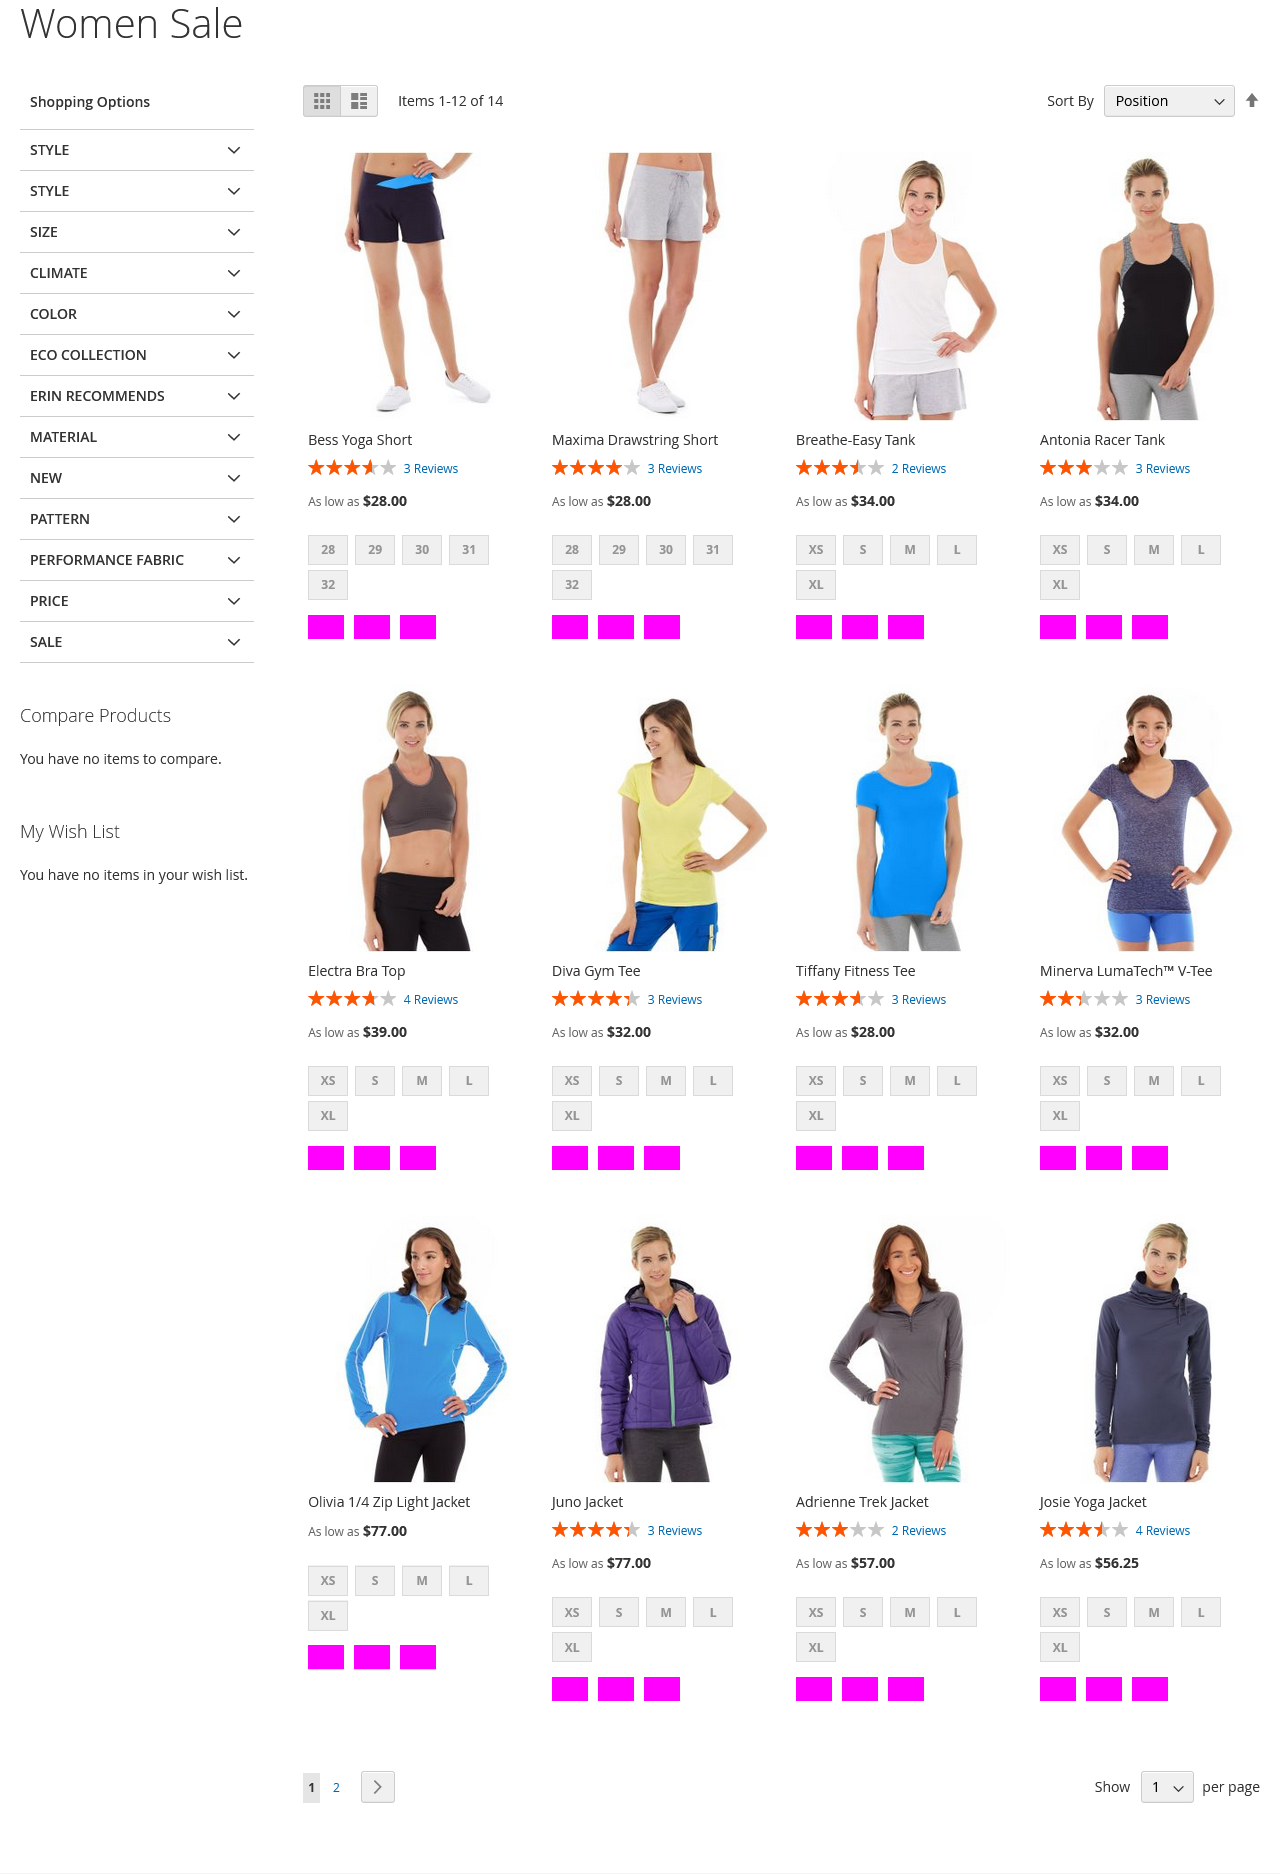 Women Sale
Shopping Options
STYLE
STYLE
SIZE
CLIMATE
COLOR
ECO COLLECTION
ERIN RECOMMENDS
MATERIAL
NEW
PATTERN
PERFORMANCE FABRIC
PRICE
SALE
Compare Products
You have no items to compare.
My Wish List
You have no items in your wish list.
Items 1-12 of 14
Sort By Position
Bess Yoga Short
3 Reviews
As low as $28.00
28 29 30 31
32
Maxima Drawstring Short
3 Reviews
As low as $28.00
28 29 30 31
32
Breathe-Easy Tank
2 Reviews
As low as $34.00
XS S M L
XL
Antonia Racer Tank
3 Reviews
As low as $34.00
XS S M L
XL
Electra Bra Top
4 Reviews
As low as $39.00
XS S M L
XL
Diva Gym Tee
3 Reviews
As low as $32.00
XS S M L
XL
Tiffany Fitness Tee
3 Reviews
As low as $28.00
XS S M L
XL
Minerva LumaTech™ V-Tee
3 Reviews
As low as $32.00
XS S M L
XL
Olivia 1/4 Zip Light Jacket
As low as $77.00
XS S M L
XL
Juno Jacket
3 Reviews
As low as $77.00
XS S M L
XL
Adrienne Trek Jacket
2 Reviews
As low as $57.00
XS S M L
XL
Josie Yoga Jacket
4 Reviews
As low as $56.25
XS S M L
XL
1 2
Show 1 per page